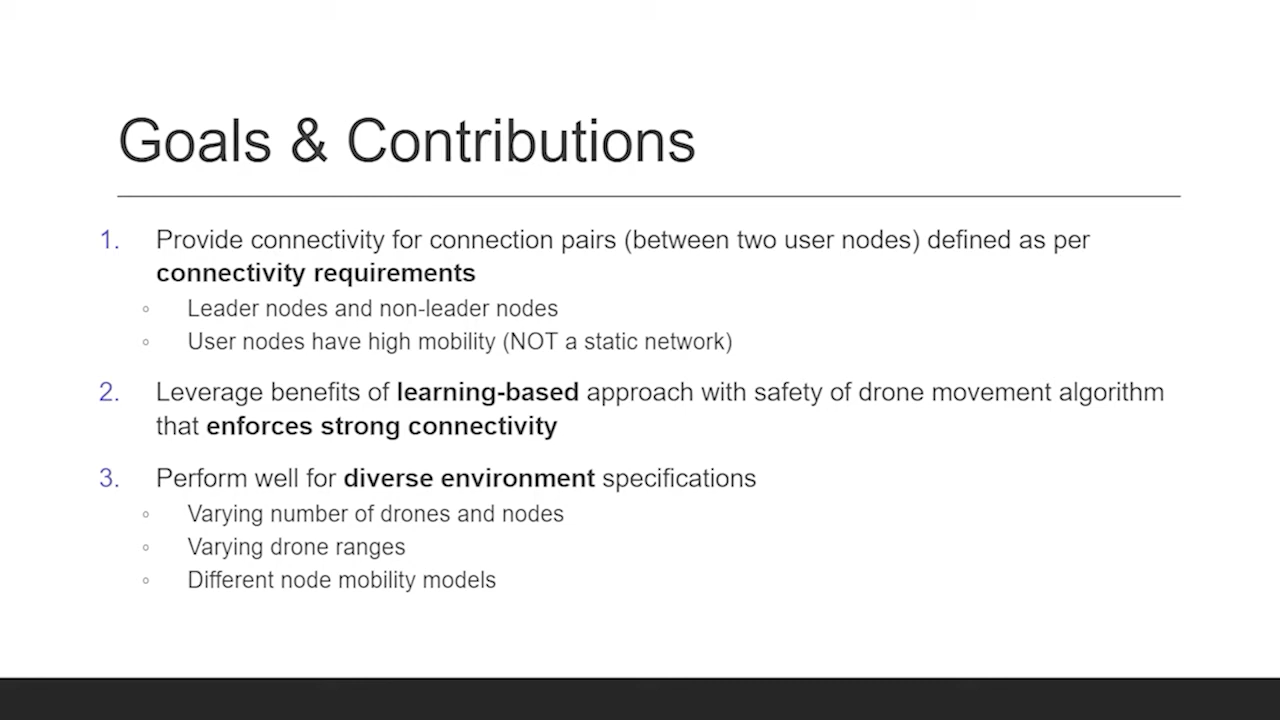 Goals & Contributions
1. Provide connectivity for connection pairs (between two user nodes) defined as per
connectivity requirements
◦ Leader nodes and non-leader nodes
◦ User nodes have high mobility (NOT a static network)
2. Leverage benefits of learning-based approach with safety of drone movement algorithm
that enforces strong connectivity
3. Perform well for diverse environment specifications
◦ Varying number of drones and nodes
◦ Varying drone ranges
◦ Different node mobility models